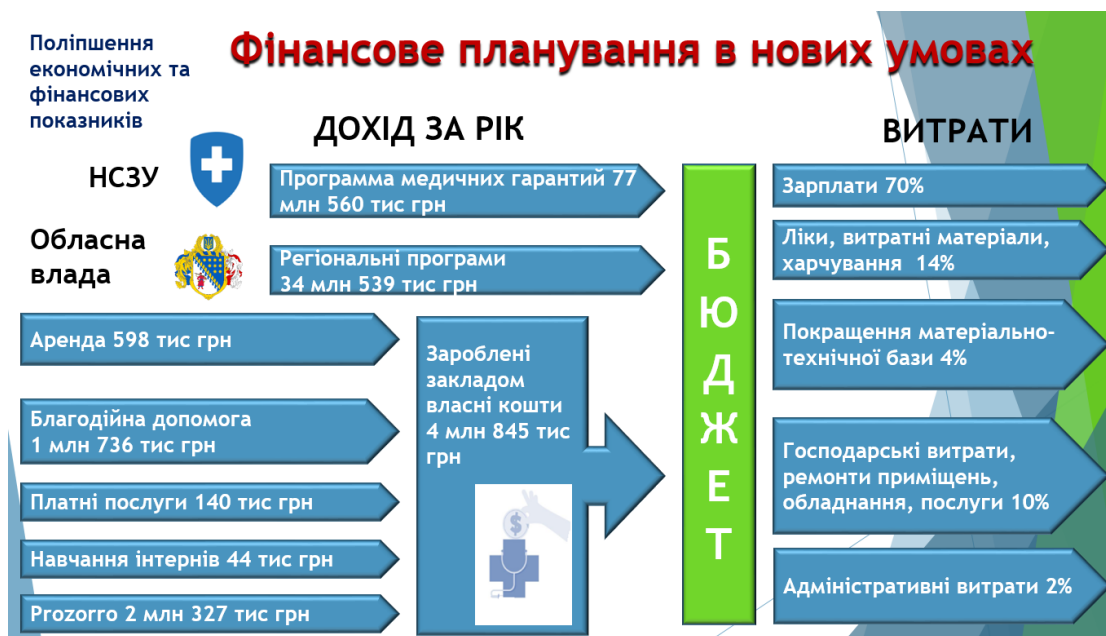 Поліпшення
економічних та
фінансових
показників
Фінансове планування в нових умовах
ДОХІД ЗА РІК
ВИТРАТИ
НСЗУ
Программа медичних гарантий 77
млн 560 тис грн
Обласна
влада
Регіональні програми
34 млн 539 тис грн
Аренда 598 тис грн
Благодійна допомога
1 млн 736 тис грн
Платні послуги 140 тис грн
Навчання інтернів 44 тис грн
Prozorro 2 млн 327 тис грн
Зароблені
закладом
власні кошти
4 млн 845 тис
грн
$
Б
Ю
Д
Ж
Е
Т
Зарплати 70%
Ліки, витратні матеріали,
харчування 14%
Покращення матеріально-
технічної бази 4%
Господарські витрати,
ремонти приміщень,
обладнання, послуги 10%
Адміністративні витрати 2%